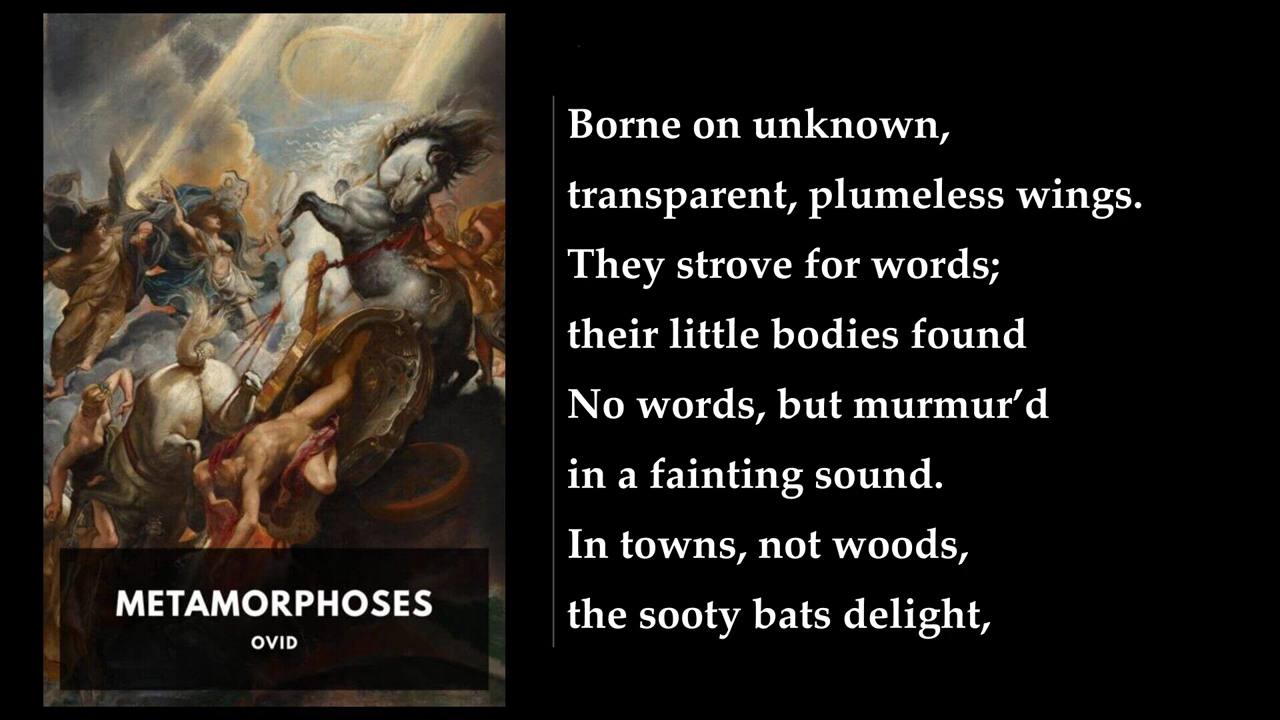 METAMORPHOSES
OVID
Borne on unknown,
transparent, plumeless wings.
They strove for words;
their little bodies found
No words, but murmur’d
in a fainting sound.
In towns, not woods,
the sooty bats delight,